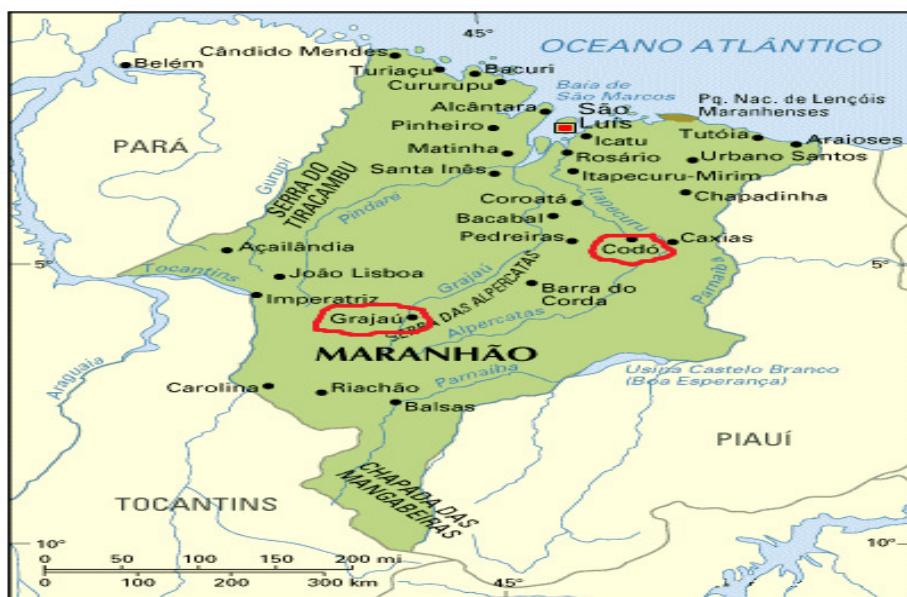 45°
OCEANO ATLÂNTICO
Cândido Mendes
Belém
Turiaçu
Bacuri
Cururupu
Baía de
São Marcos
Alcântara
São
Luís
Pq. Nac. de Lençóis
Maranhenses
PARÁ
Pinheiro
Icatu
Tutóia
Araioses
Matinha
Rosário
Urbano Santos
Gurupi
SERRA DO
TIRACAMBU
Santa Inês
Itapecuru-Mirim
Pindaré
Coroatá
Itapecuru
Chapadinha
Bacabal
Pedreiras
Codó
Caxias
Açailândia
5°
Tocantins
João Lisboa
Grajaú
SERRA DAS ALPERCATAS
Barra do
Corda
Parnaíba
5°
Imperatriz
Grajaú
Alpercatas
MARANHÃO
Araguaia
Carolina
Riachão
Parnaíba
Usina Castelo Branco
(Boa Esperança)
Balsas
PIAUÍ
CHAPADA DAS
MANGABEIRAS
TOCANTINS
10°
10°
0 50 100 150 200 mi
0 100 200 300 km
45°